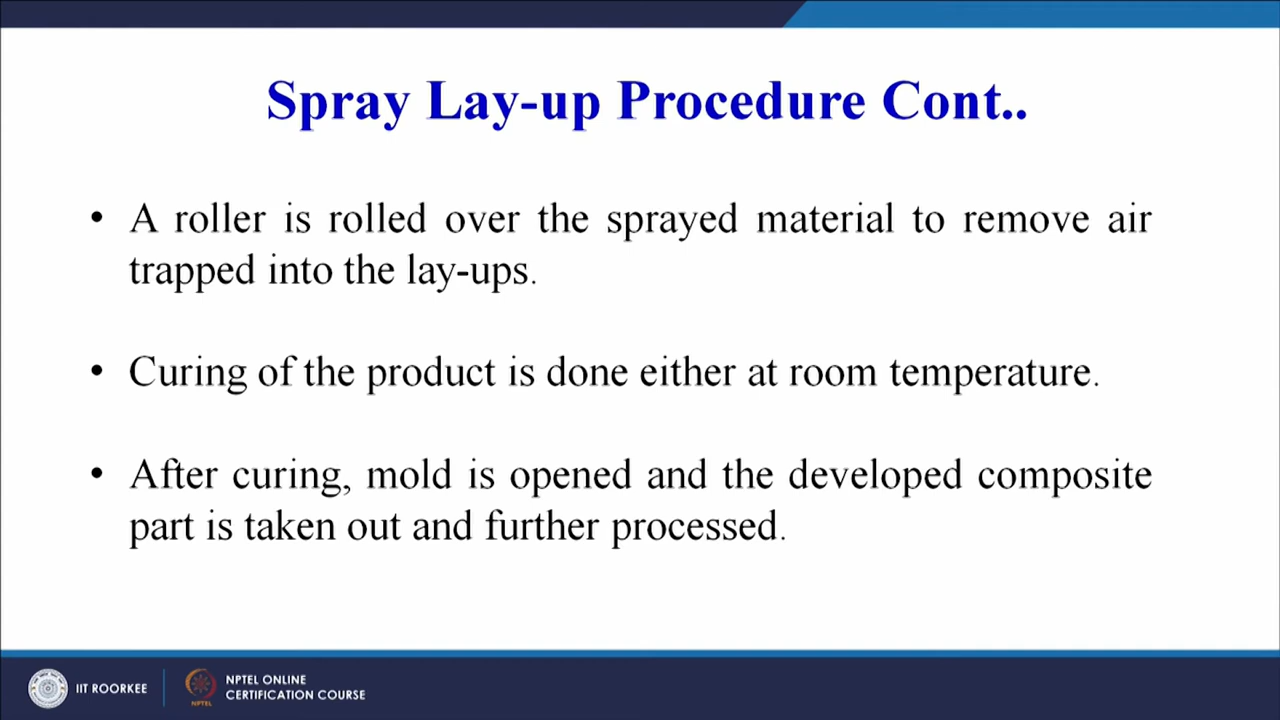 Spray Lay-up Procedure Cont..
• A roller is rolled over the sprayed material to remove air
trapped into the lay-ups.
• Curing of the product is done either at room temperature.
• After curing, mold is opened and the developed composite
part is taken out and further processed.
IIT ROORKEE
NPTEL
NPTEL ONLINE
CERTIFICATION COURSE